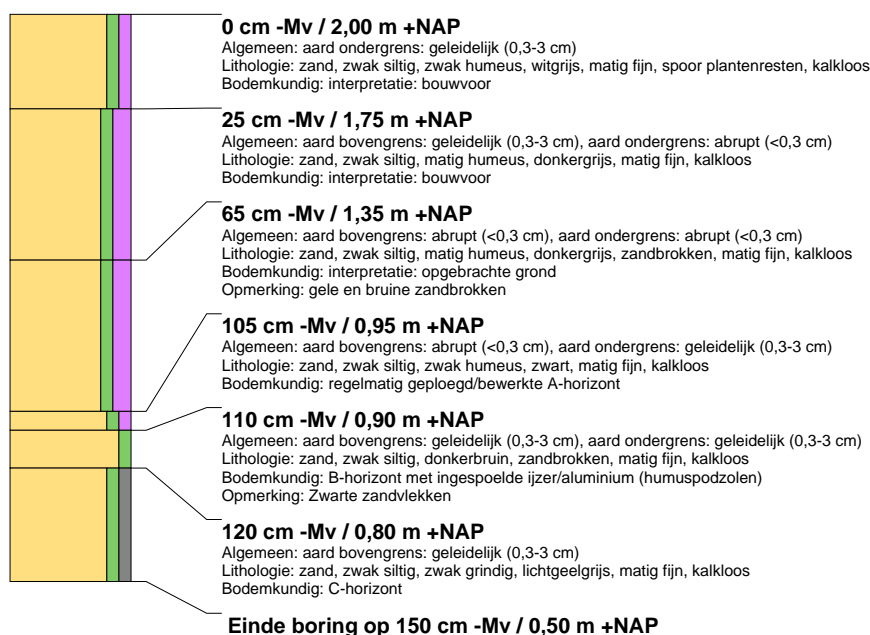 0 cm -Mv / 2,00 m +NAP
Algemeen: aard ondergrens: geleidelijk (0,3-3 cm)
Lithologie: zand, zwak siltig, zwak humeus, witgrijs, matig fijn, spoor plantenresten, kalkloos
Bodemkundig: interpretatie: bouwvoor
25 cm -Mv / 1,75 m +NAP
Algemeen: aard bovengrens: geleidelijk (0,3-3 cm), aard ondergrens: abrupt (<0,3 cm)
Lithologie: zand, zwak siltig, matig humeus, donkergrijs, matig fijn, kalkloos
Bodemkundig: interpretatie: bouwvoor
65 cm -Mv / 1,35 m +NAP
Algemeen: aard bovengrens: abrupt (<0,3 cm), aard ondergrens: abrupt (<0,3 cm)
Lithologie: zand, zwak siltig, matig humeus, donkergrijs, zandbrokken, matig fijn, kalkloos
Bodemkundig: interpretatie: opgebrachte grond
Opmerking: gele en bruine zandbrokken
105 cm -Mv / 0,95 m +NAP
Algemeen: aard bovengrens: abrupt (<0,3 cm), aard ondergrens: geleidelijk (0,3-3 cm)
Lithologie: zand, zwak siltig, zwak humeus, zwart, matig fijn, kalkloos
Bodemkundig: regelmatig geploegd/bewerkte A-horizont
110 cm -Mv / 0,90 m +NAP
Algemeen: aard bovengrens: geleidelijk (0,3-3 cm), aard ondergrens: geleidelijk (0,3-3 cm)
Lithologie: zand, zwak siltig, donkerbruin, zandbrokken, matig fijn, kalkloos
Bodemkundig: B-horizont met ingespoelde ijzer/aluminium (humuspodzolen)
Opmerking: Zwarte zandvlekken
120 cm -Mv / 0,80 m +NAP
Algemeen: aard bovengrens: geleidelijk (0,3-3 cm)
Lithologie: zand, zwak siltig, zwak grindig, lichtgeelgrijs, matig fijn, kalkloos
Bodemkundig: C-horizont
Einde boring op 150 cm -Mv / 0,50 m +NAP